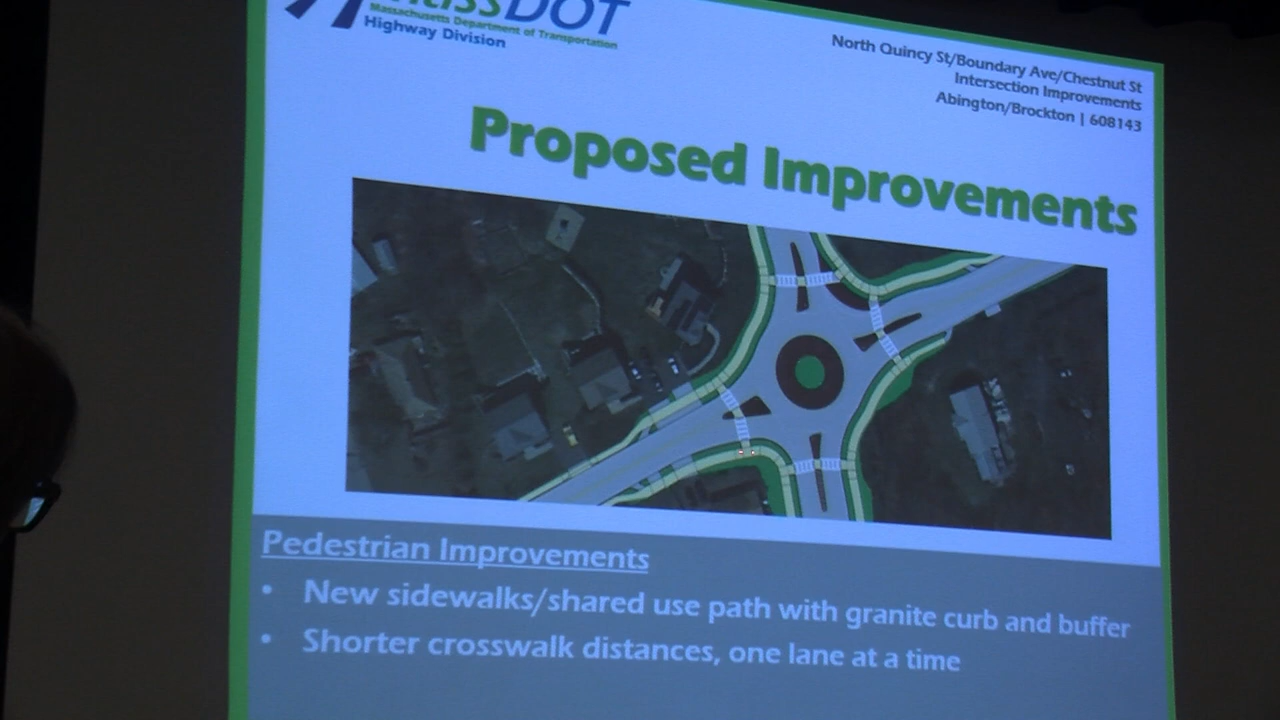 massDOT
Massachusetts Department of Transportation
Highway Division
North Quincy St/Boundary Ave/Chestnut St
Intersection Improvements
Abington/Brockton | 608143
Proposed Improvements
Pedestrian Improvements
• New sidewalks/shared use path with granite curb and buffer
• Shorter crosswalk distances, one lane at a time